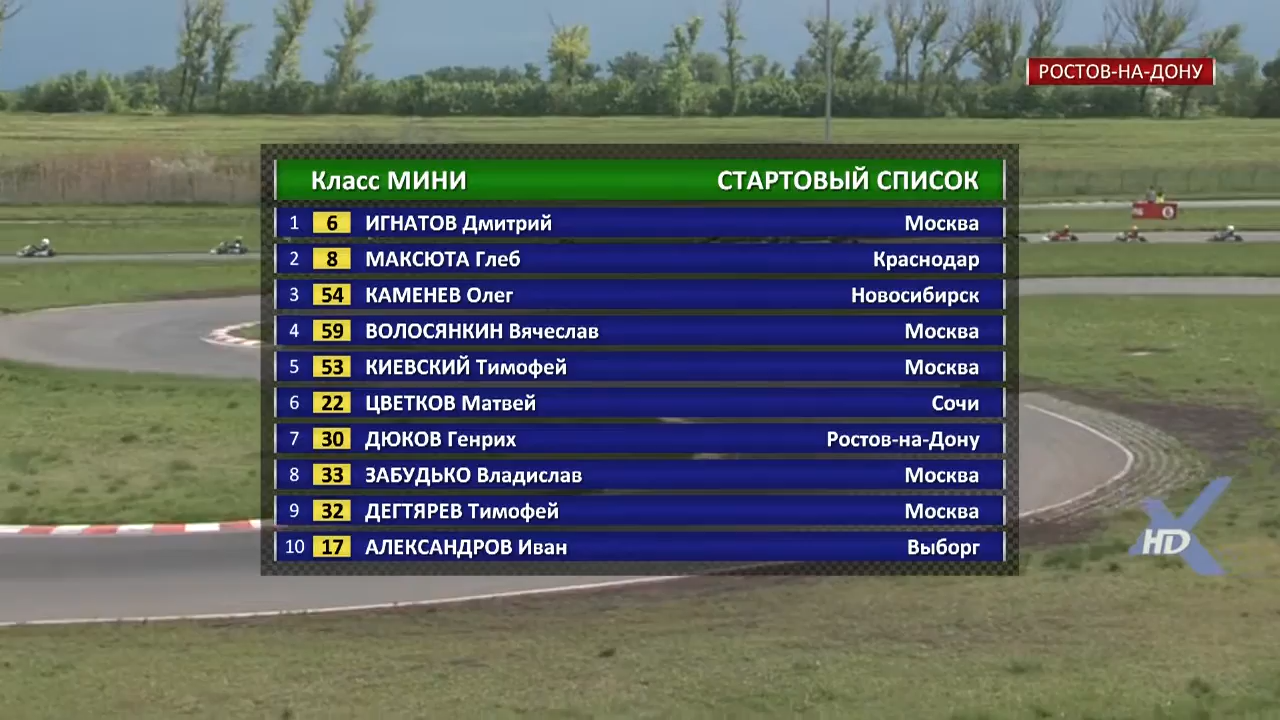 РОСТОВ-НА-ДОНУ
Класс МИНИ СТАРТОВЫЙ СПИСОК
1 6 ИГНАТОВ Дмитрий Москва
2 8 МАКСЮТА Глеб Краснодар
3 54 КАМЕНЕВ Олег Новосибирск
4 59 ВОЛОСЯНКИН Вячеслав Москва
5 53 КИЕВСКИЙ Тимофей Москва
6 22 ЦВЕТКОВ Матвей Сочи
7 30 ДЮКОВ Генрих Ростов-на-Дону
8 33 ЗАБУДЬКО Владислав Москва
9 32 ДЕГТЯРЕВ Тимофей Москва
10 17 АЛЕКСАНДРОВ Иван Выборг
X HD